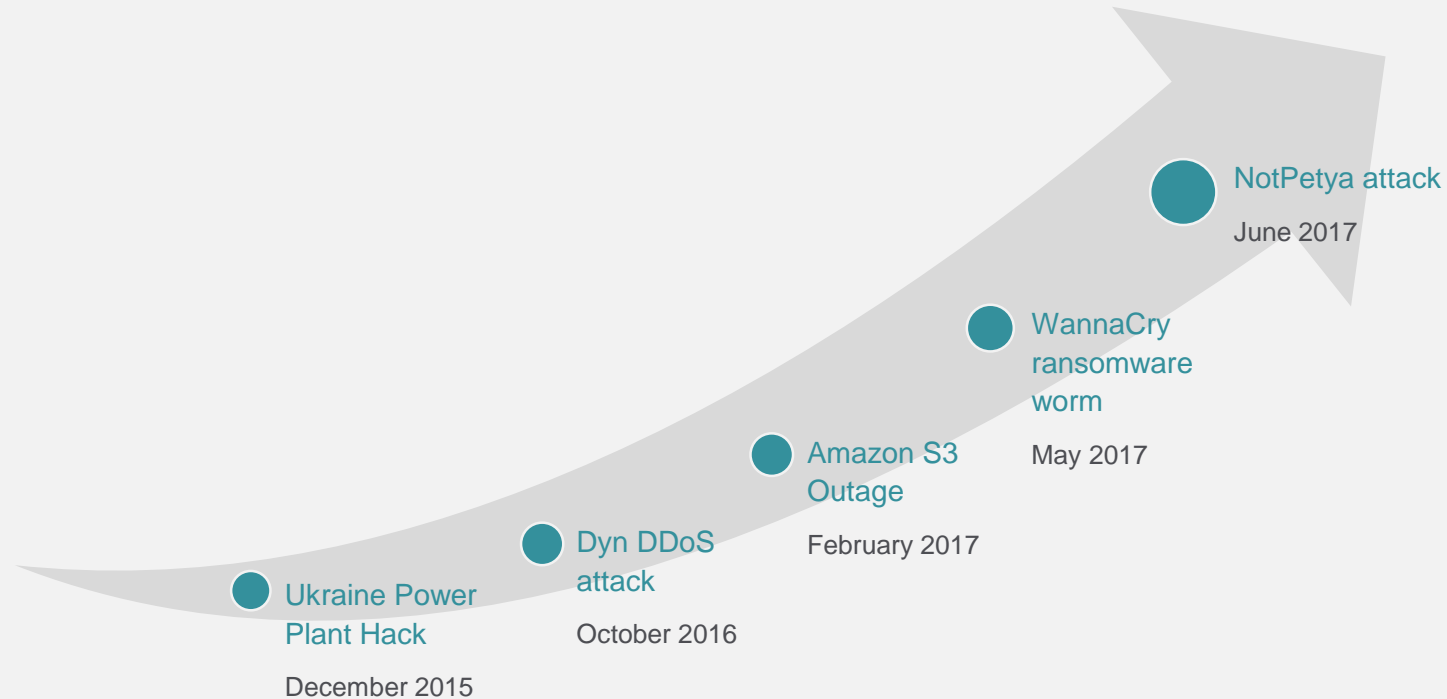 Ukraine Power
Plant Hack
December 2015
Dyn DDoS
attack
October 2016
Amazon S3
Outage
February 2017
WannaCry
ransomware
worm
May 2017
NotPetya attack
June 2017